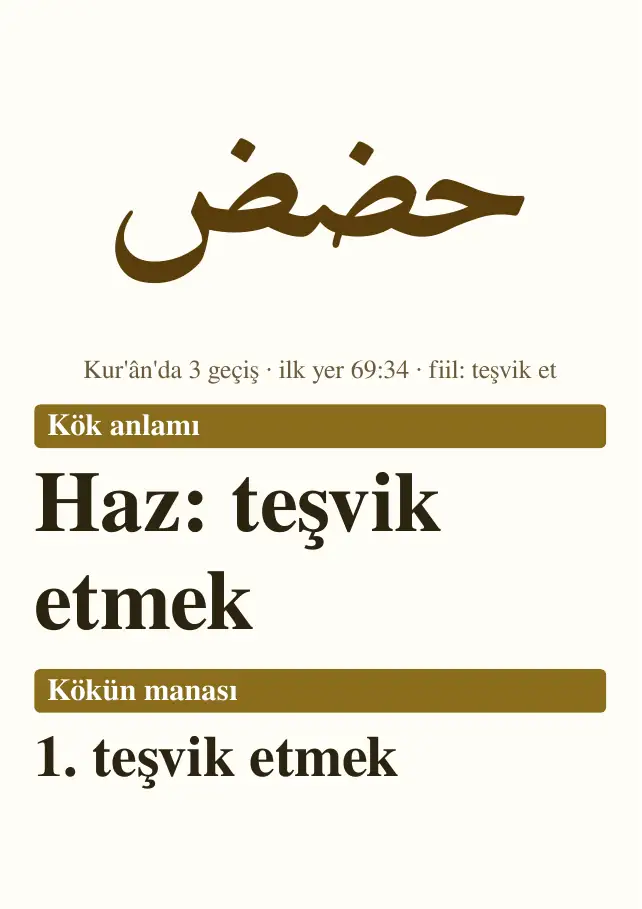 حضض
Kur'ân'da 3 geçiş · ilk yer 69:34 · fiil: teşvik et
Kök anlamı
Haz: teşvik
etmek
Kökün manası
1. teşvik etmek